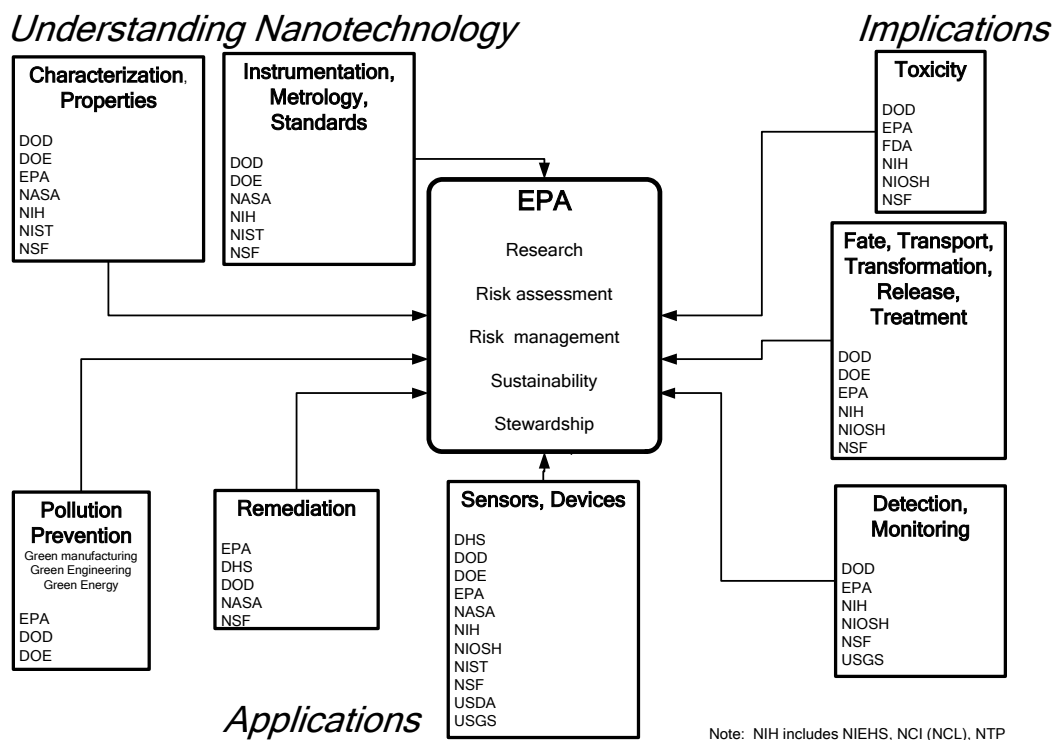 Understanding Nanotechnology
Implications
Characterization,
Properties
DOD
DOE
EPA
NASA
NIH
NIST
NSF
Instrumentation,
Metrology,
Standards
DOD
DOE
NASA
NIH
NIST
NSF
EPA
Research
Risk assessment
Risk management
Sustainability
Stewardship
Toxicity
DOD
EPA
FDA
NIH
NIOSH
NSF
Fate, Transport,
Transformation,
Release,
Treatment
DOD
DOE
EPA
NIH
NIOSH
NSF
Pollution
Prevention
Green manufacturing
Green Engineering
Green Energy
EPA
DOD
DOE
Remediation
EPA
DHS
DOD
NASA
NSF
Sensors, Devices
DHS
DOD
DOE
EPA
NASA
NIH
NIOSH
NIST
NSF
USDA
USGS
Detection,
Monitoring
DOD
EPA
NIH
NIOSH
NSF
USGS
Applications
Note: NIH includes NIEHS, NCI (NCL), NTP